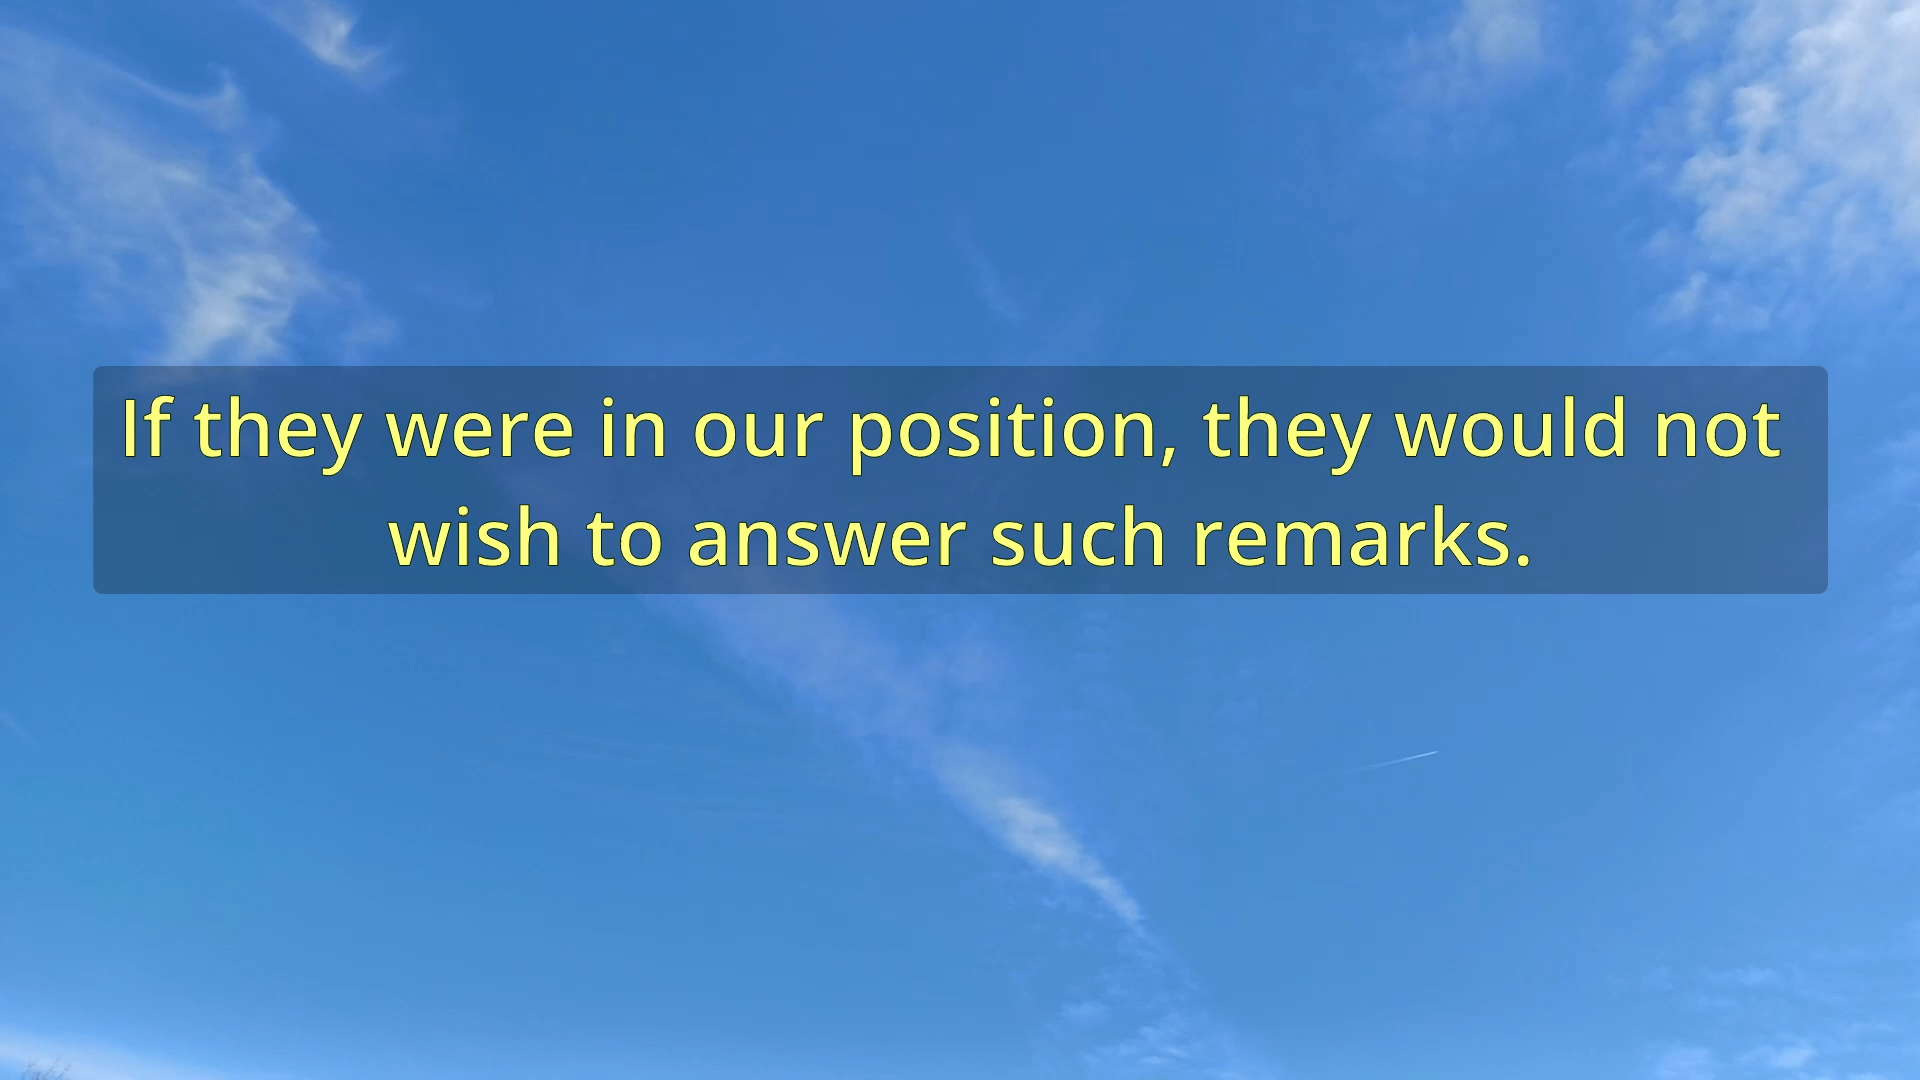 If they were in our position, they would not
wish to answer such remarks.